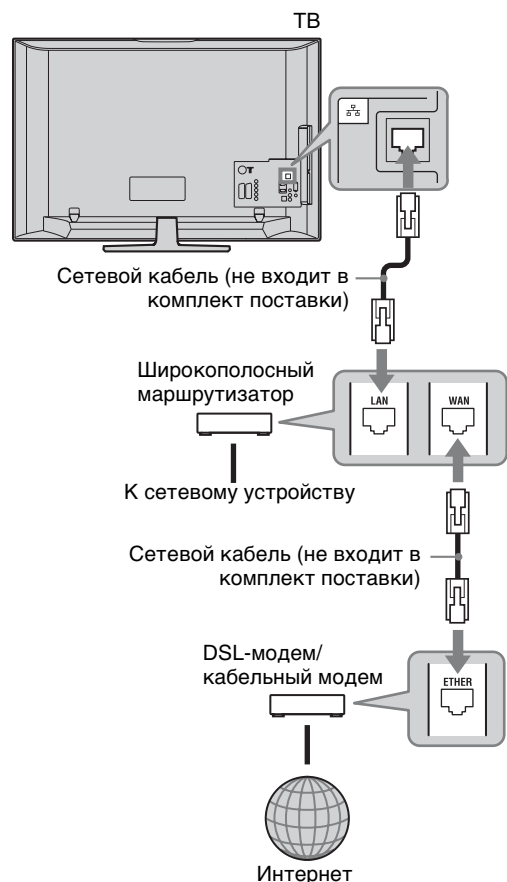 ТВ
Сетевой кабель (не входит в
комплект поставки)
Широкополосный
маршрутизатор
LAN
WAN
К сетевому устройству
Сетевой кабель (не входит в
комплект поставки)
DSL-модем/
кабельный модем
ETHER
Интернет